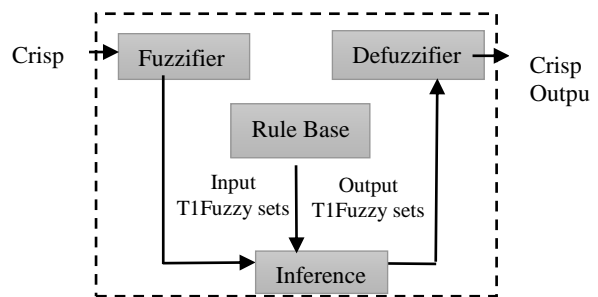 Crisp
Fuzzifier
Defuzzifier
Crisp
Outpu
Rule Base
Input
T1Fuzzy sets
Output
T1Fuzzy sets
Inference